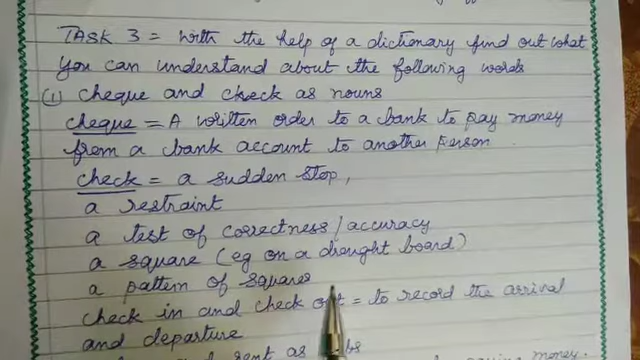 TASK 3 = With the help of a dictionary find out what
you can understand about the following words
(1) cheque and check as nouns
cheque = A written order to a bank to pay money
from a bank account to another person
check = a sudden stop,
a restraint
a test of correctness/accuracy
a square (eg on a draught board)
a pattern of squares
check in and check out = to record the arrival
and departure
rent as
money.